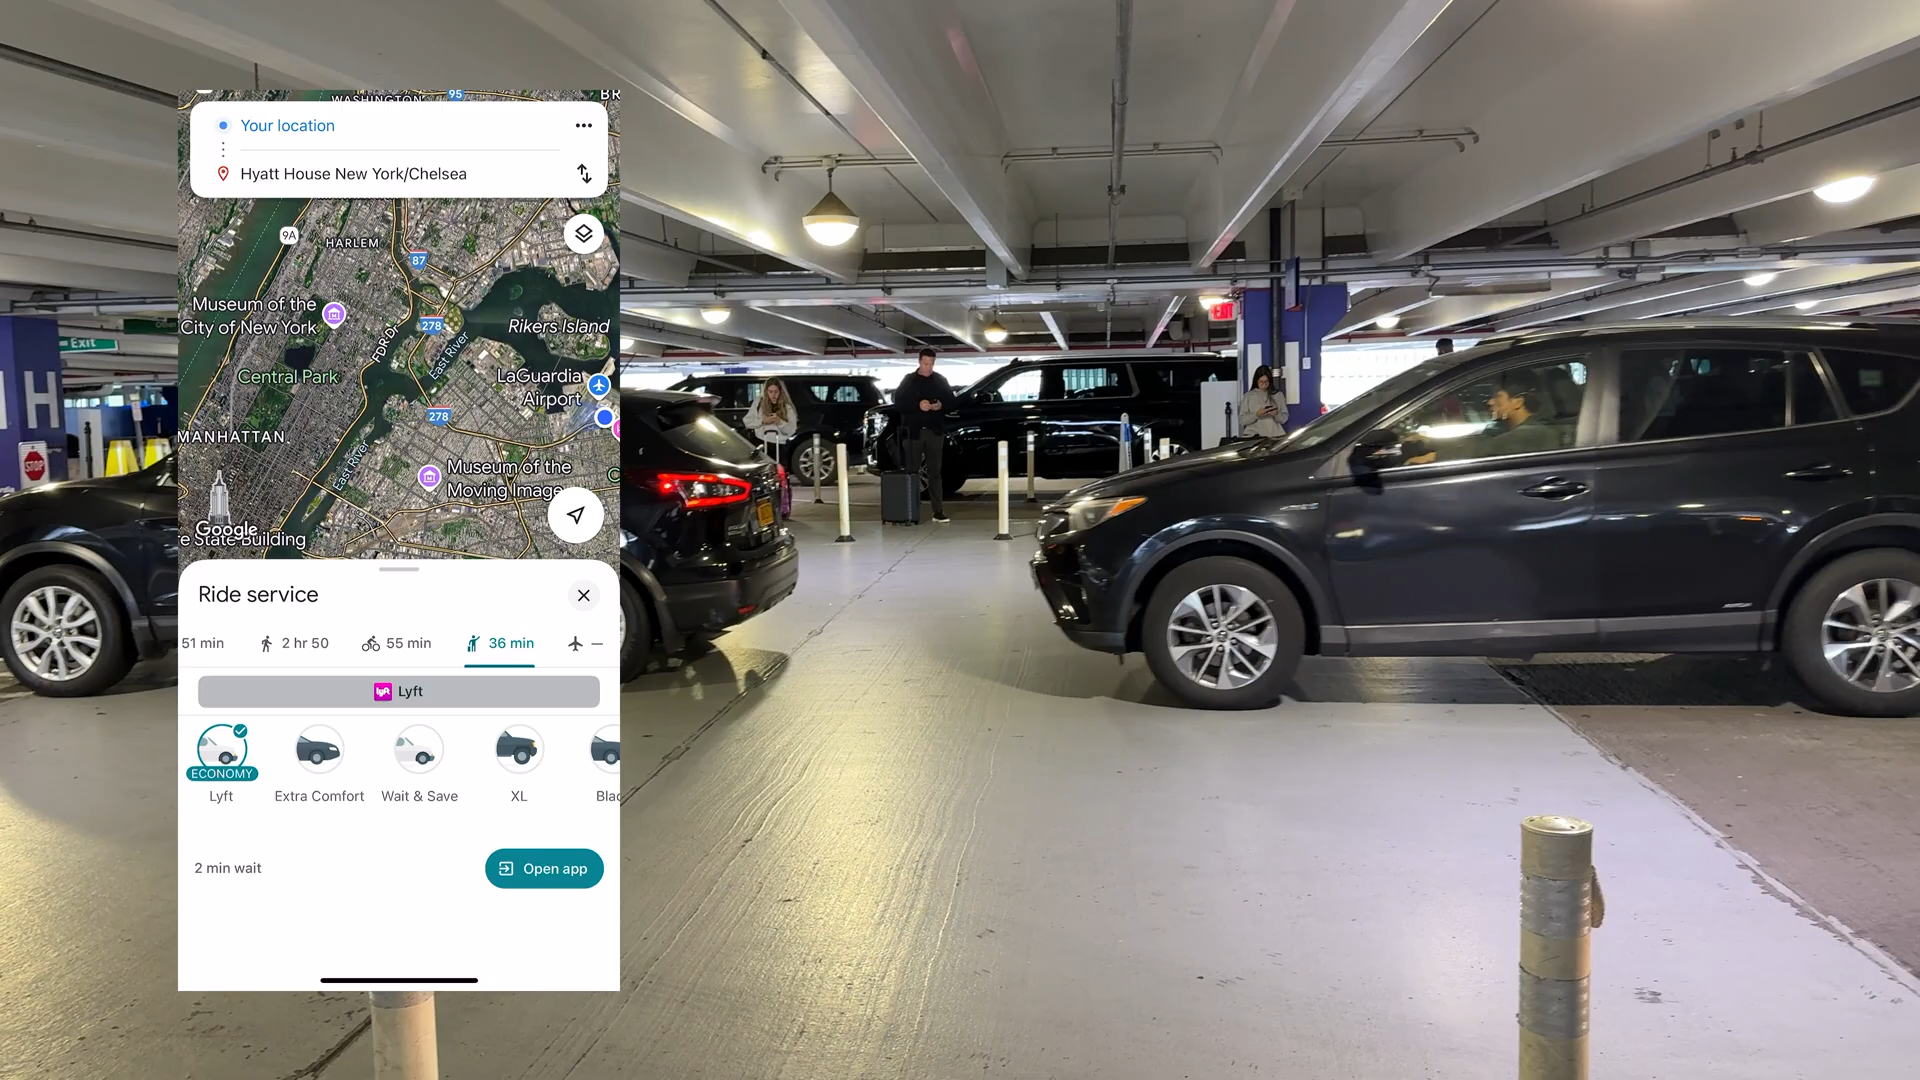 Your location
Hyatt House New York/Chelsea
WASHINGTON
95
BR
9A
HARLEM
87
Museum of the
City of New York
278
Rikers Island
FDR Dr
East River
Central Park
LaGuardia
Airport
278
MANHATTAN
East River
Museum of the
Moving Image
C
Google
re State Building
Ride service
51 min
2 hr 50
55 min
36 min
—
lyft
Lyft
ECONOMY
Lyft
Extra Comfort
Wait & Save
XL
Blac
2 min wait
Open app
Exit
H
STOP
EXIT
H